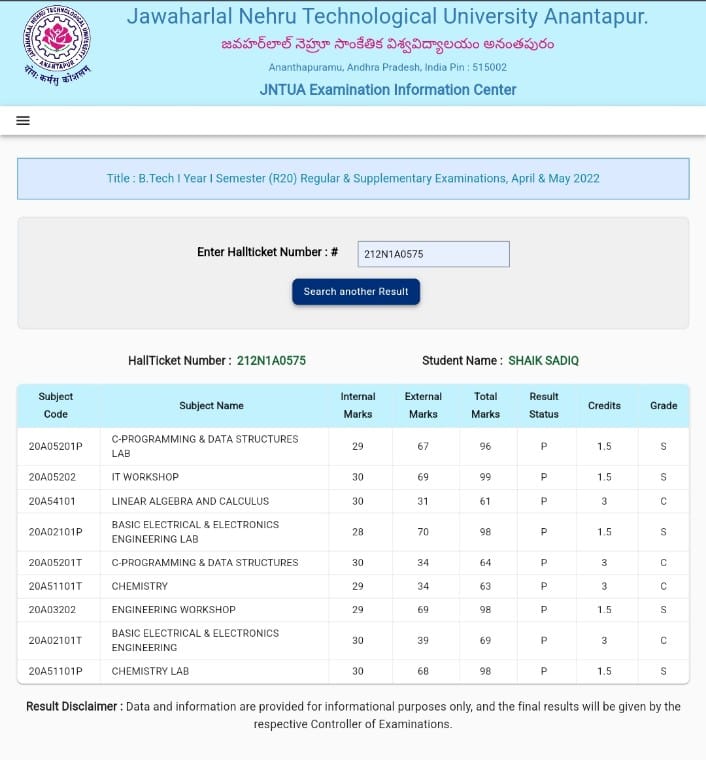 Jawaharlal Nehru Technological University Anantapur.
జవహర్‌లాల్ నెహ్రూ సాంకేతిక విశ్వవిద్యాలయం అనంతపురం
Ananthapuramu, Andhra Pradesh, India Pin : 515002
JNTUA Examination Information Center
JAWAHARLAL NEHRU TECHNOLOGICAL UNIVERSITY
· ANANTAPUR ·
योगः कर्मसु कौशलम्
Title : B.Tech I Year I Semester (R20) Regular & Supplementary Examinations, April & May 2022
Enter Hallticket Number : # 212N1A0575
Search another Result
HallTicket Number : 212N1A0575 Student Name : SHAIK SADIQ
Subject Code Subject Name Internal Marks External Marks Total Marks Result Status Credits Grade
20A05201P C-PROGRAMMING & DATA STRUCTURES LAB 29 67 96 P 1.5 S
20A05202 IT WORKSHOP 30 69 99 P 1.5 S
20A54101 LINEAR ALGEBRA AND CALCULUS 30 31 61 P 3 C
20A02101P BASIC ELECTRICAL & ELECTRONICS ENGINEERING LAB 28 70 98 P 1.5 S
20A05201T C-PROGRAMMING & DATA STRUCTURES 30 34 64 P 3 C
20A51101T CHEMISTRY 29 34 63 P 3 C
20A03202 ENGINEERING WORKSHOP 29 69 98 P 1.5 S
20A02101T BASIC ELECTRICAL & ELECTRONICS ENGINEERING 30 39 69 P 3 C
20A51101P CHEMISTRY LAB 30 68 98 P 1.5 S
Result Disclaimer : Data and information are provided for informational purposes only, and the final results will be given by the
respective Controller of Examinations.